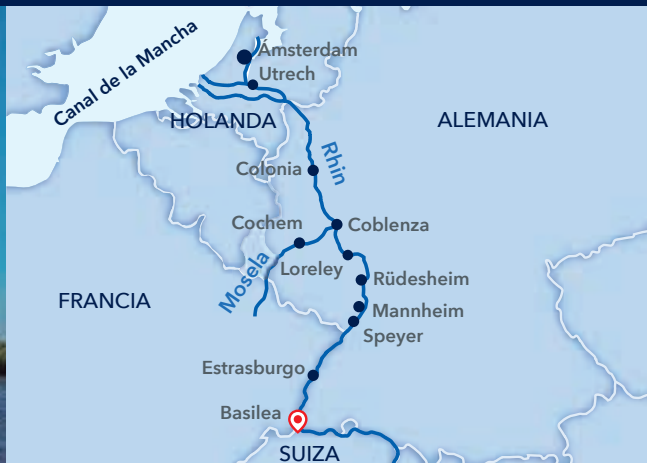 Canal de la Mancha
Ámsterdam
Utrech
HOLANDA
ALEMANIA
Rhin
Colonia
Cochem
Coblenza
Mosela
Loreley
Rüdesheim
FRANCIA
Mannheim
Speyer
Estrasburgo
Basilea
SUIZA